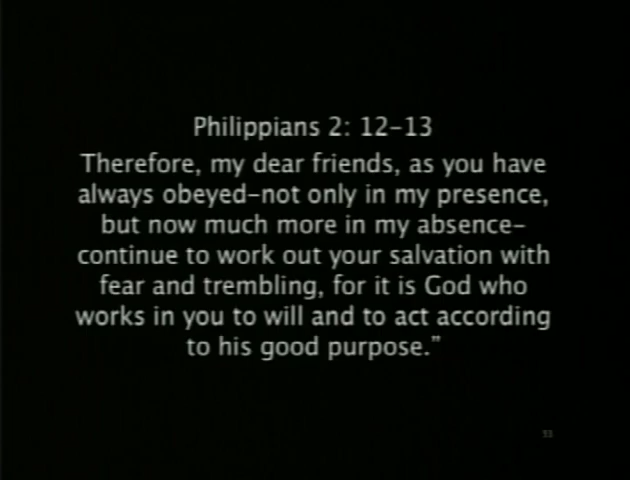 Philippians 2: 12-13
Therefore, my dear friends, as you have
always obeyed-not only in my presence,
but now much more in my absence-
continue to work out your salvation with
fear and trembling, for it is God who
works in you to will and to act according
to his good purpose.”